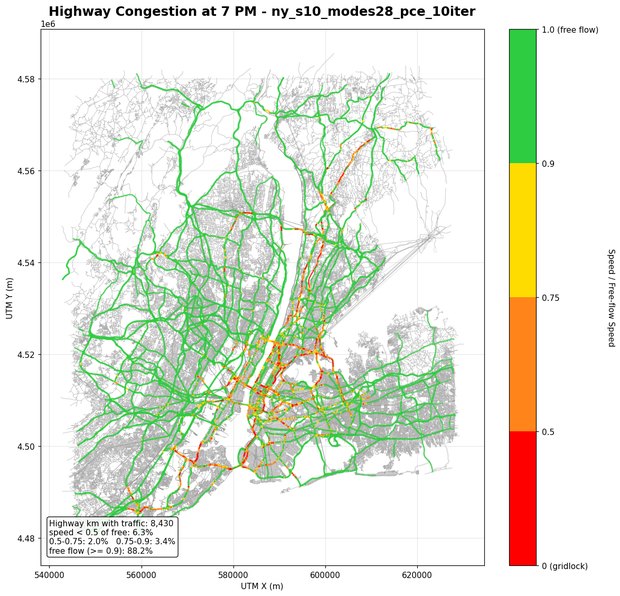 Highway Congestion at 7 PM - ny_s10_modes28_pce_10iter
1e6
4.58
4.56
4.54
4.52
4.50
4.48
UTM Y (m)
540000 560000 580000 600000 620000
UTM X (m)
Highway km with traffic: 8,430
speed < 0.5 of free: 6.3%
0.5-0.75: 2.0% 0.75-0.9: 3.4%
free flow (>= 0.9): 88.2%
1.0 (free flow)
0.9
0.75
0.5
0 (gridlock)
Speed / Free-flow Speed